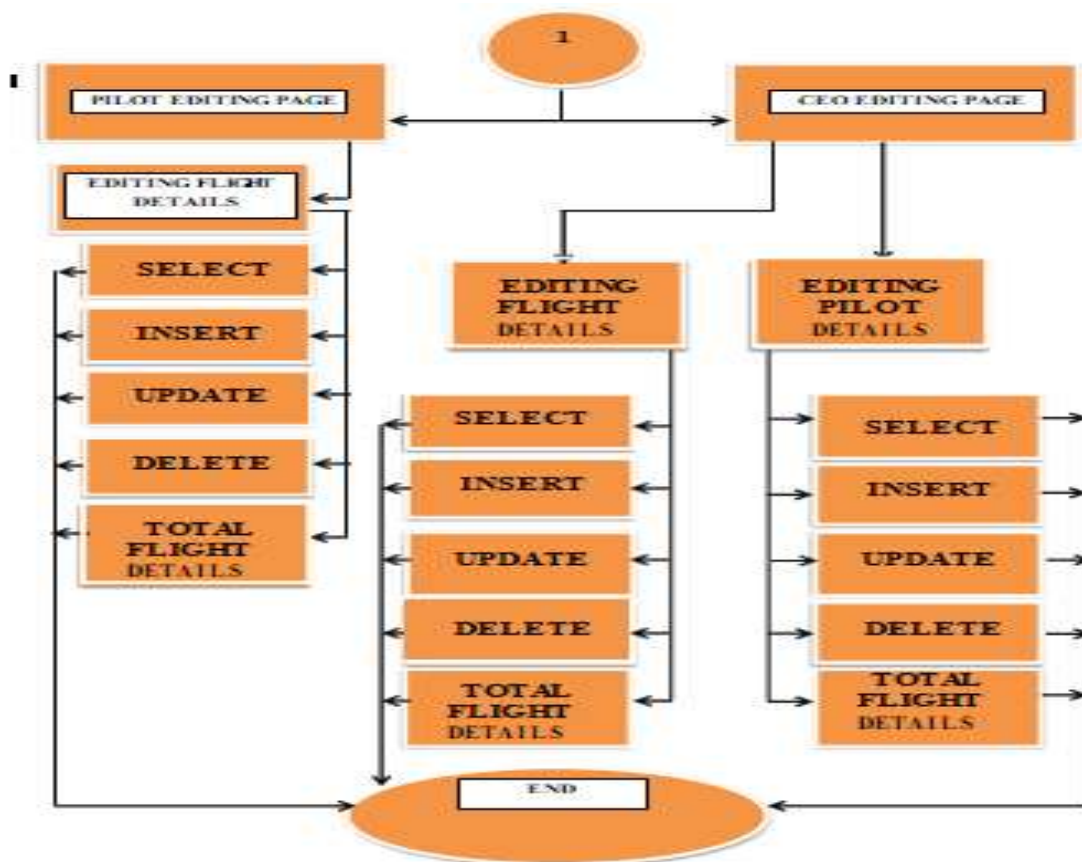 1
PILOT EDITING PAGE
CEO EDITING PAGE
EDITING FLIGHT
DETAILS
SELECT
INSERT
UPDATE
DELETE
TOTAL
FLIGHT
DETAILS
EDITING
FLIGHT
DETAILS
SELECT
INSERT
UPDATE
DELETE
TOTAL
FLIGHT
DETAILS
EDITING
PILOT
DETAILS
SELECT
INSERT
UPDATE
DELETE
TOTAL
FLIGHT
DETAILS
END